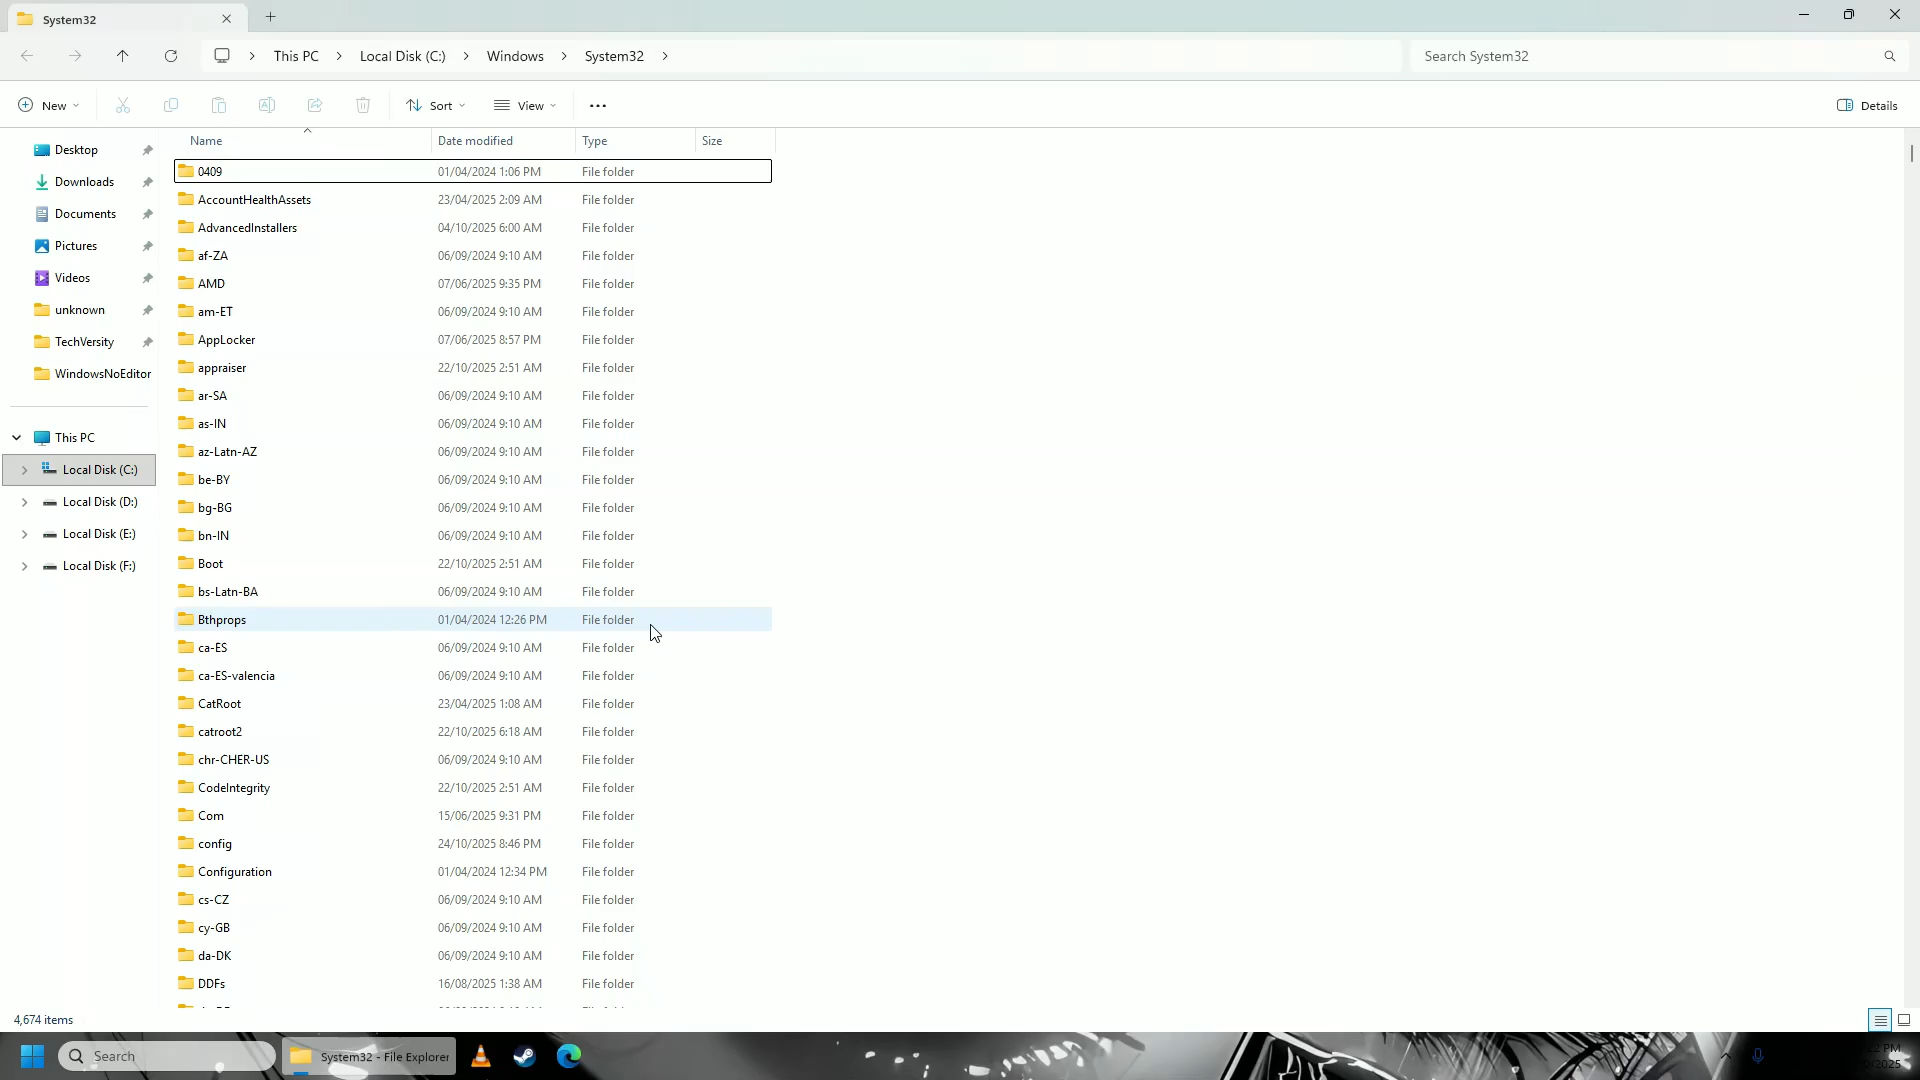 System32
This PC
Local Disk (C:)
Windows
System32
Search System32
New
Sort
View
Details
Name Date modified Type Size
Desktop
Downloads
Documents
Pictures
Videos
unknown
TechVersity
WindowsNoEditor
This PC
Local Disk (C:)
Local Disk (D:)
Local Disk (E:)
Local Disk (F:)
0409 01/04/2024 1:06 PM File folder
AccountHealthAssets 23/04/2025 2:09 AM File folder
AdvancedInstallers 04/10/2025 6:00 AM File folder
af-ZA 06/09/2024 9:10 AM File folder
AMD 07/06/2025 9:35 PM File folder
am-ET 06/09/2024 9:10 AM File folder
AppLocker 07/06/2025 8:57 PM File folder
appraiser 22/10/2025 2:51 AM File folder
ar-SA 06/09/2024 9:10 AM File folder
as-IN 06/09/2024 9:10 AM File folder
az-Latn-AZ 06/09/2024 9:10 AM File folder
be-BY 06/09/2024 9:10 AM File folder
bg-BG 06/09/2024 9:10 AM File folder
bn-IN 06/09/2024 9:10 AM File folder
Boot 22/10/2025 2:51 AM File folder
bs-Latn-BA 06/09/2024 9:10 AM File folder
Bthprops 01/04/2024 12:26 PM File folder
ca-ES 06/09/2024 9:10 AM File folder
ca-ES-valencia 06/09/2024 9:10 AM File folder
CatRoot 23/04/2025 1:08 AM File folder
catroot2 22/10/2025 6:18 AM File folder
chr-CHER-US 06/09/2024 9:10 AM File folder
CodeIntegrity 22/10/2025 2:51 AM File folder
Com 15/06/2025 9:31 PM File folder
config 24/10/2025 8:46 PM File folder
Configuration 01/04/2024 12:34 PM File folder
cs-CZ 06/09/2024 9:10 AM File folder
cy-GB 06/09/2024 9:10 AM File folder
da-DK 06/09/2024 9:10 AM File folder
DDFs 16/08/2025 1:38 AM File folder
4,674 items
Search
System32 - File Explorer